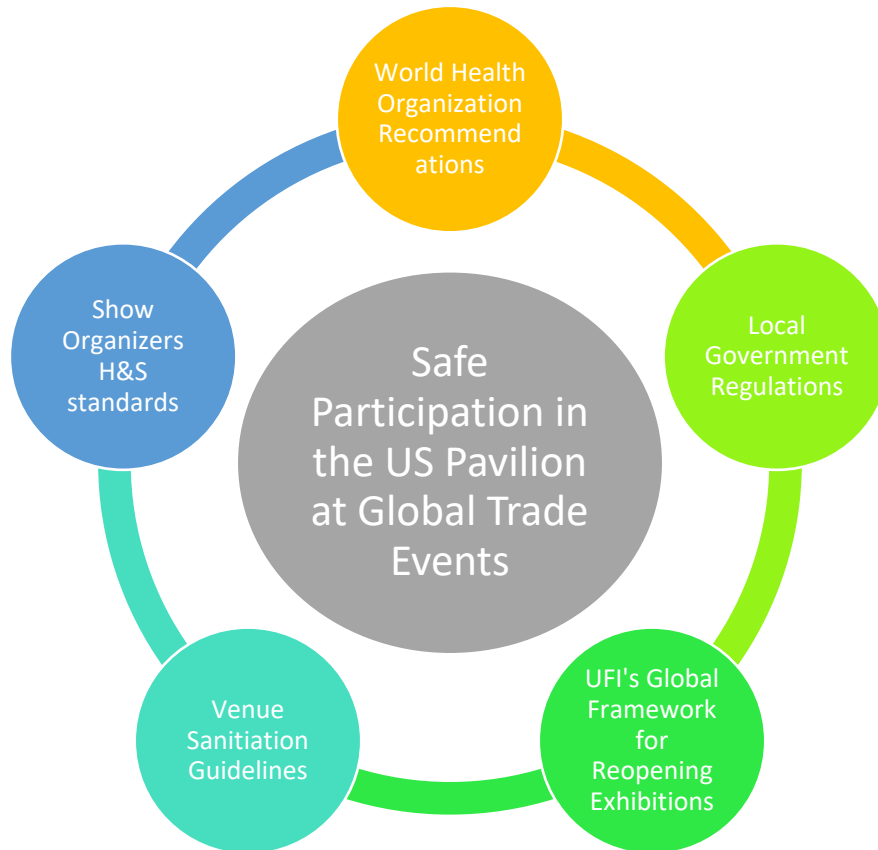 World Health
Organization
Recommend
ations
Local
Government
Regulations
UFI's Global
Framework
for
Reopening
Exhibitions
Venue
Sanitiation
Guidelines
Show
Organizers
H&S
standards
Safe
Participation in
the US Pavilion
at Global Trade
Events